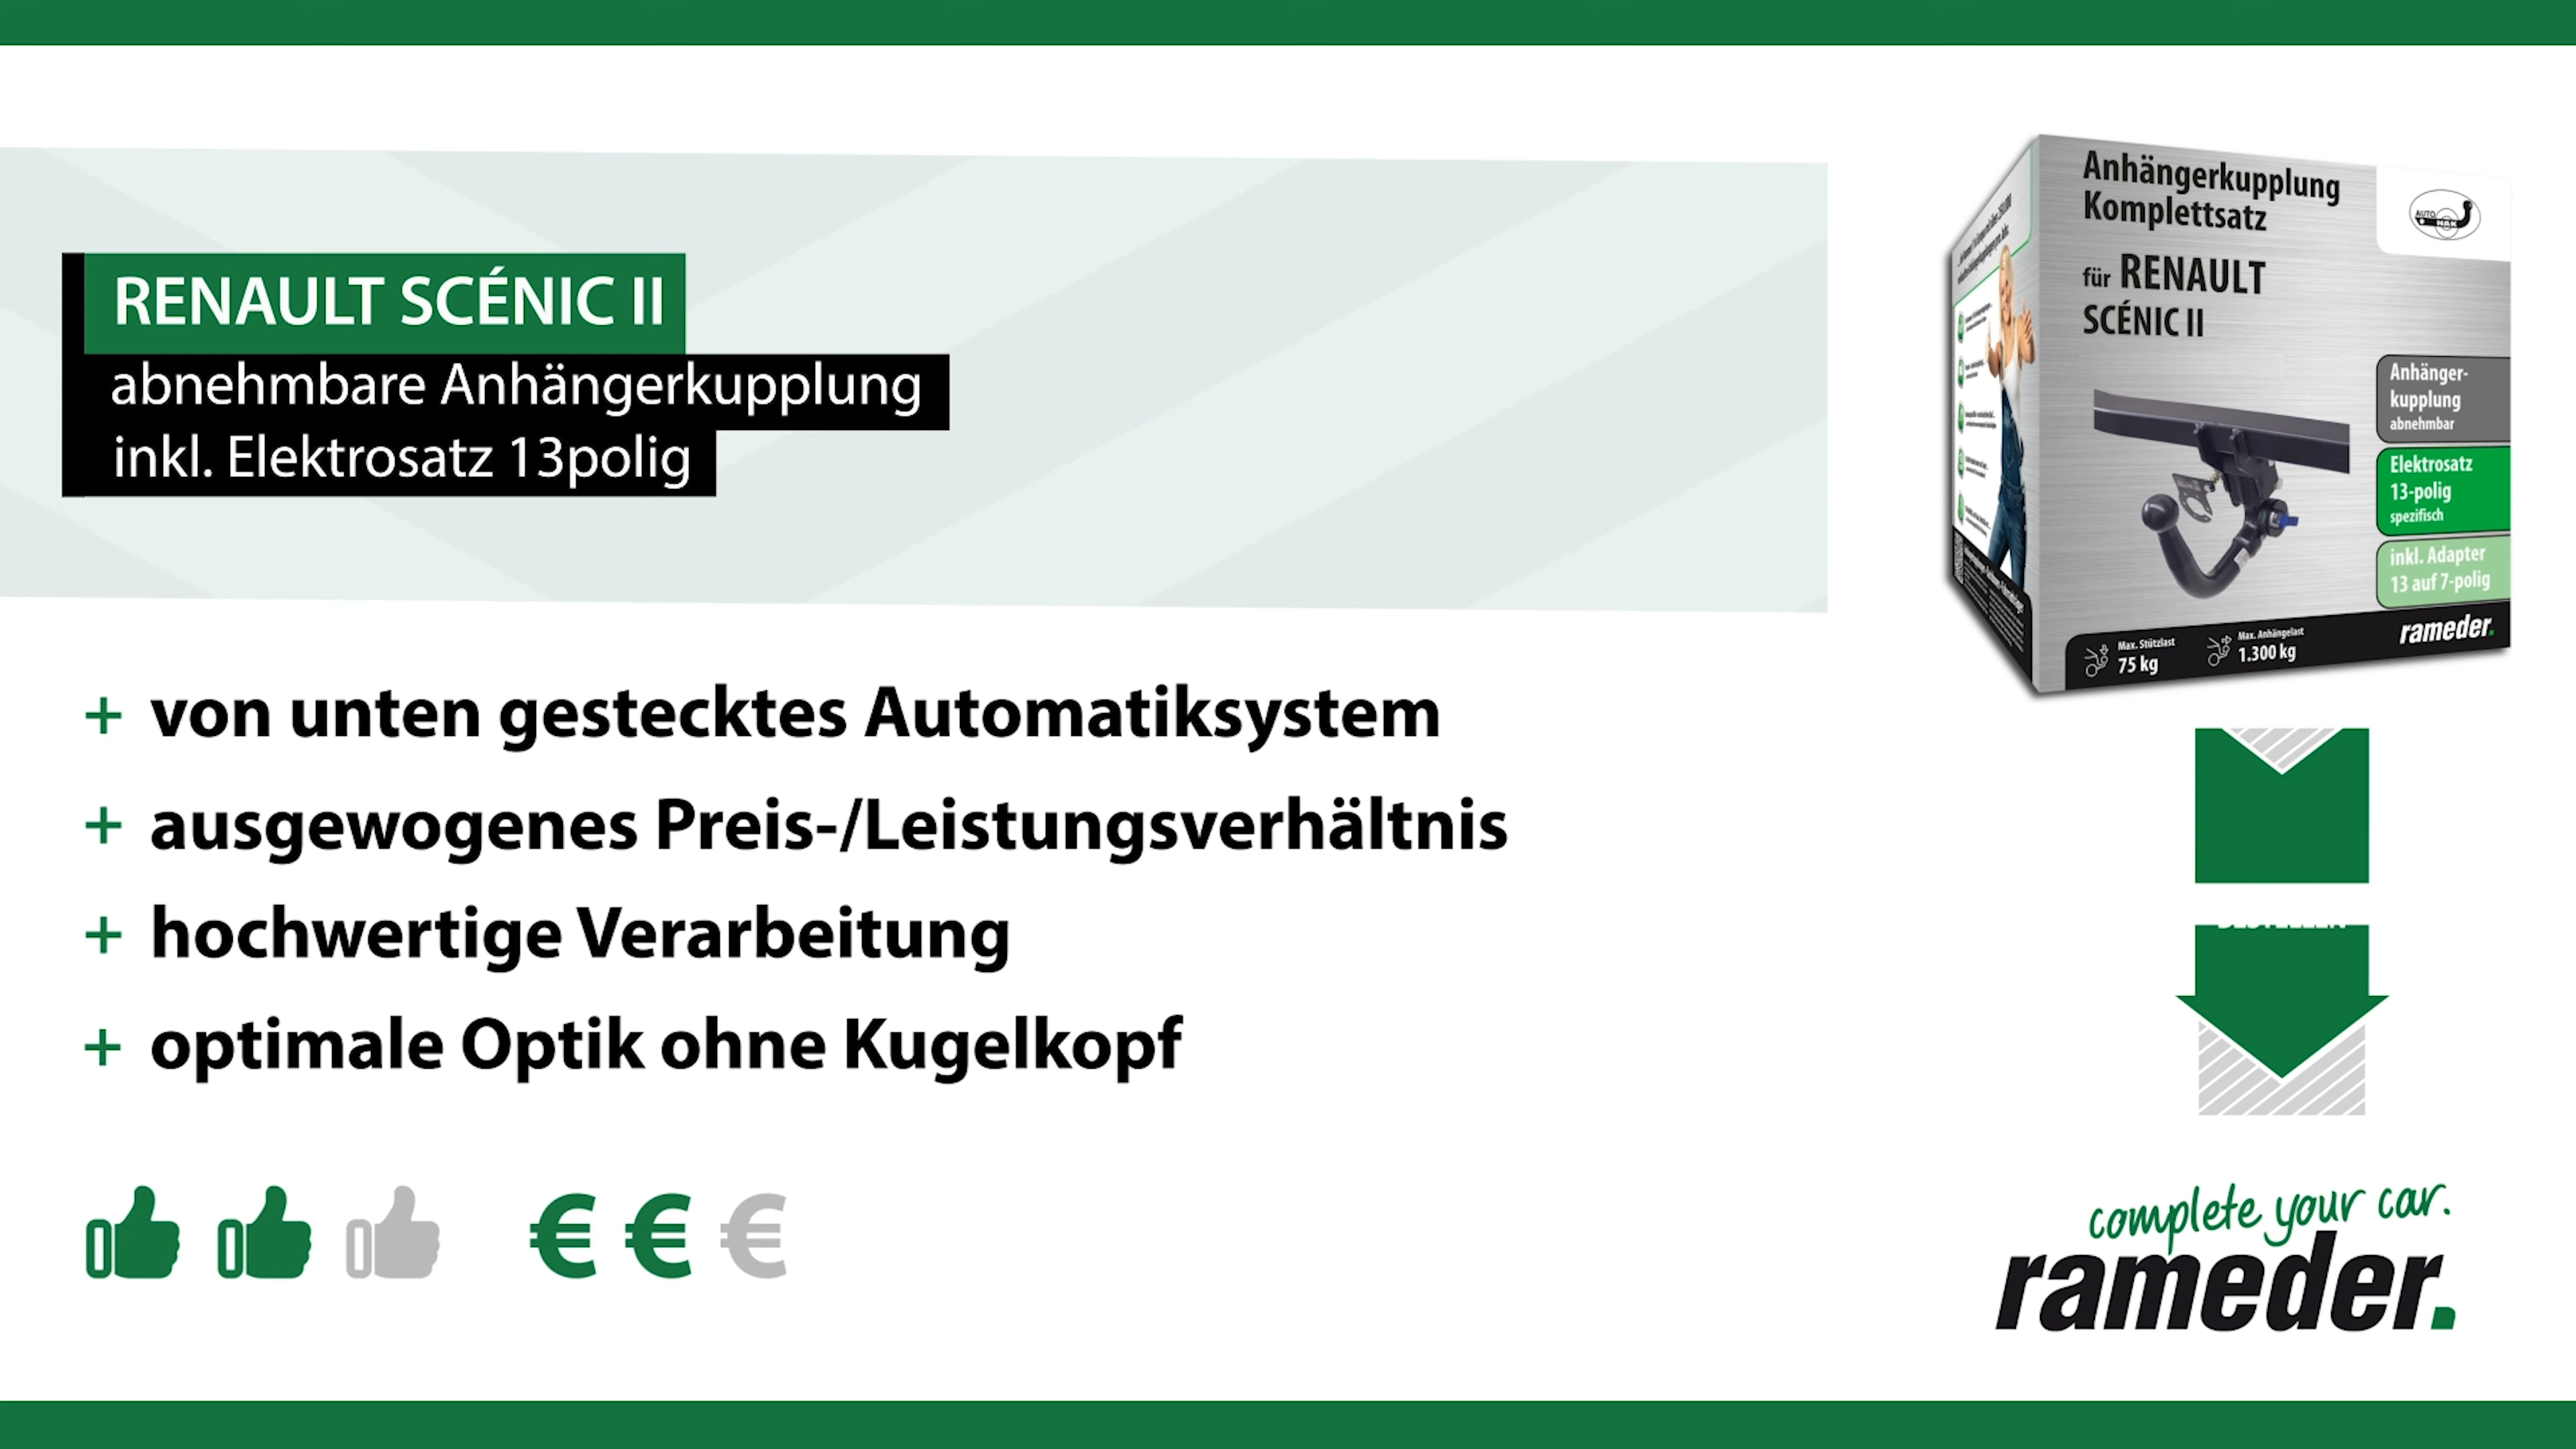 RENAULT SCÉNIC II
abnehmbare Anhängerkupplung
inkl. Elektrosatz 13polig
+ von unten gestecktes Automatiksystem
+ ausgewogenes Preis-/Leistungsverhältnis
+ hochwertige Verarbeitung
+ optimale Optik ohne Kugelkopf
€ € €
Anhängerkupplung
Komplettsatz
für RENAULT
SCÉNIC II
AUTO
HAK
Anhänger-
kupplung
abnehmbar
Elektrosatz
13-polig
spezifisch
inkl. Adapter
13 auf 7-polig
Max. Stützlast
75 kg
Max. Anhängelast
1.300 kg
rameder.
complete your car.
rameder.